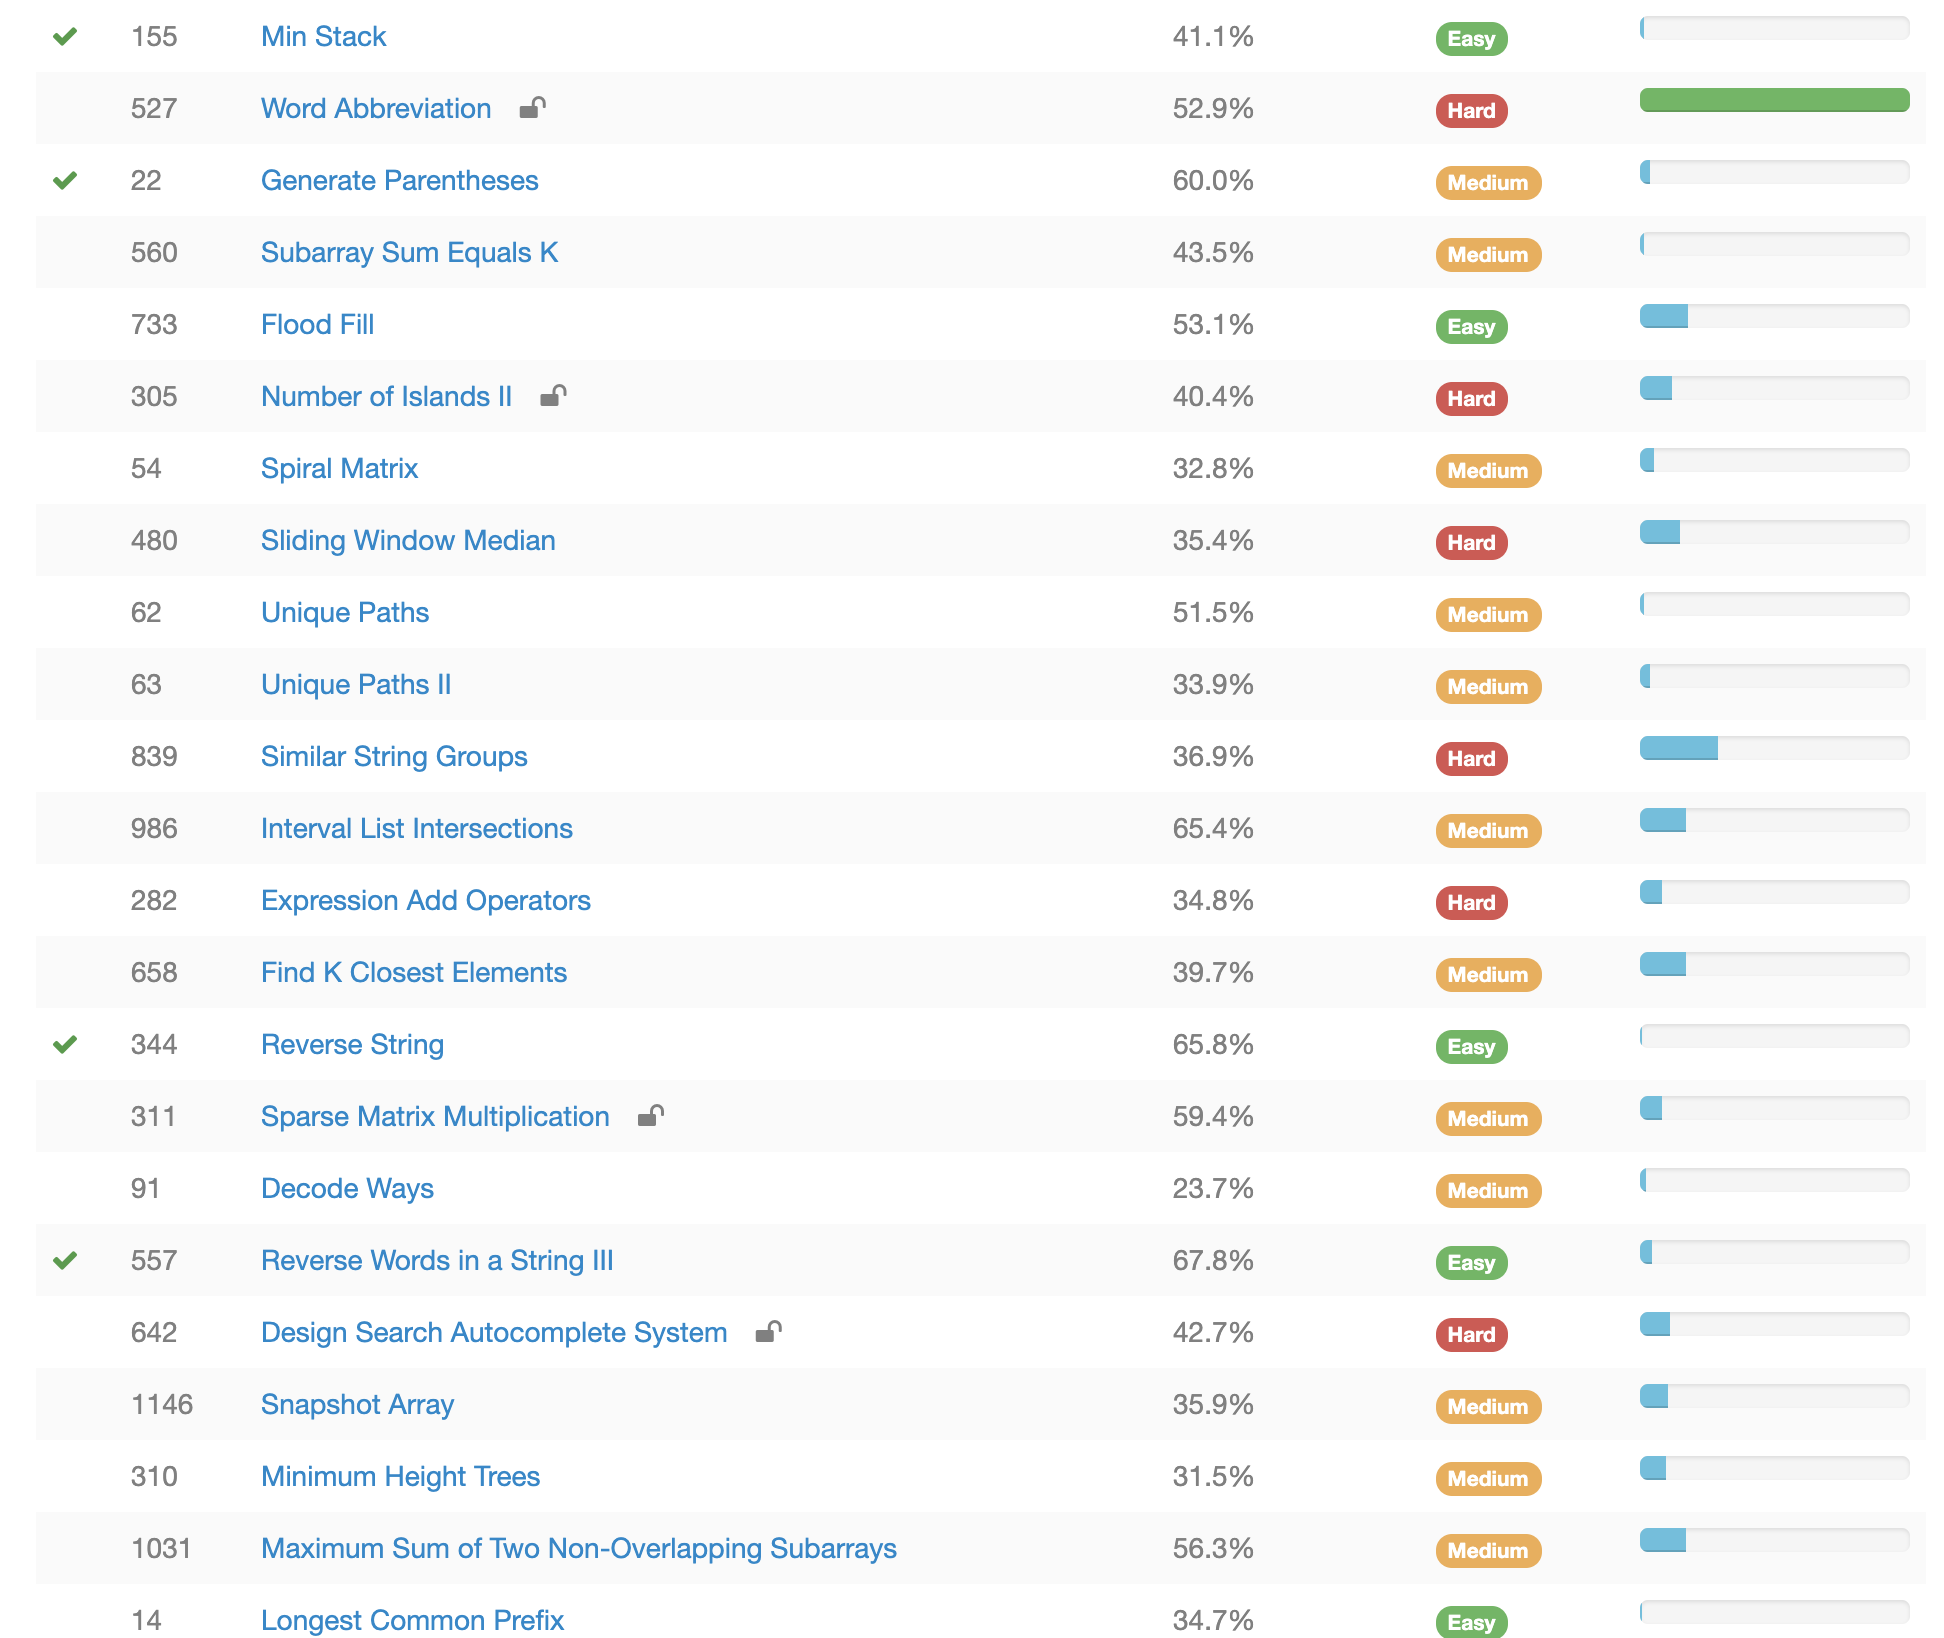 155 Min Stack 41.1% Easy
527 Word Abbreviation 52.9% Hard
22 Generate Parentheses 60.0% Medium
560 Subarray Sum Equals K 43.5% Medium
733 Flood Fill 53.1% Easy
305 Number of Islands II 40.4% Hard
54 Spiral Matrix 32.8% Medium
480 Sliding Window Median 35.4% Hard
62 Unique Paths 51.5% Medium
63 Unique Paths II 33.9% Medium
839 Similar String Groups 36.9% Hard
986 Interval List Intersections 65.4% Medium
282 Expression Add Operators 34.8% Hard
658 Find K Closest Elements 39.7% Medium
344 Reverse String 65.8% Easy
311 Sparse Matrix Multiplication 59.4% Medium
91 Decode Ways 23.7% Medium
557 Reverse Words in a String III 67.8% Easy
642 Design Search Autocomplete System 42.7% Hard
1146 Snapshot Array 35.9% Medium
310 Minimum Height Trees 31.5% Medium
1031 Maximum Sum of Two Non-Overlapping Subarrays 56.3% Medium
14 Longest Common Prefix 34.7% Easy